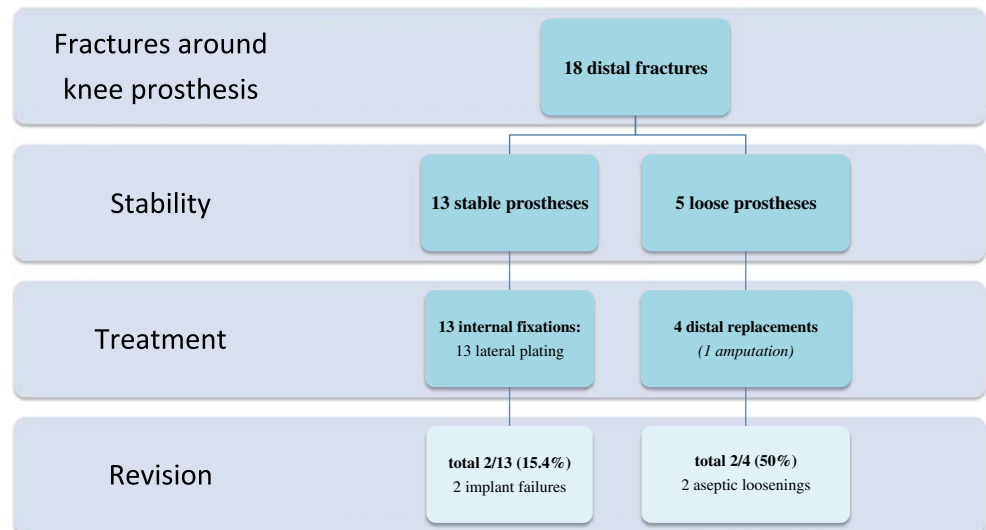 Fractures around
knee prosthesis
18 distal fractures
Stability
13 stable prostheses
5 loose prostheses
Treatment
13 internal fixations:
13 lateral plating
4 distal replacements
(1 amputation)
Revision
total 2/13 (15.4%)
2 implant failures
total 2/4 (50%)
2 aseptic loosenings